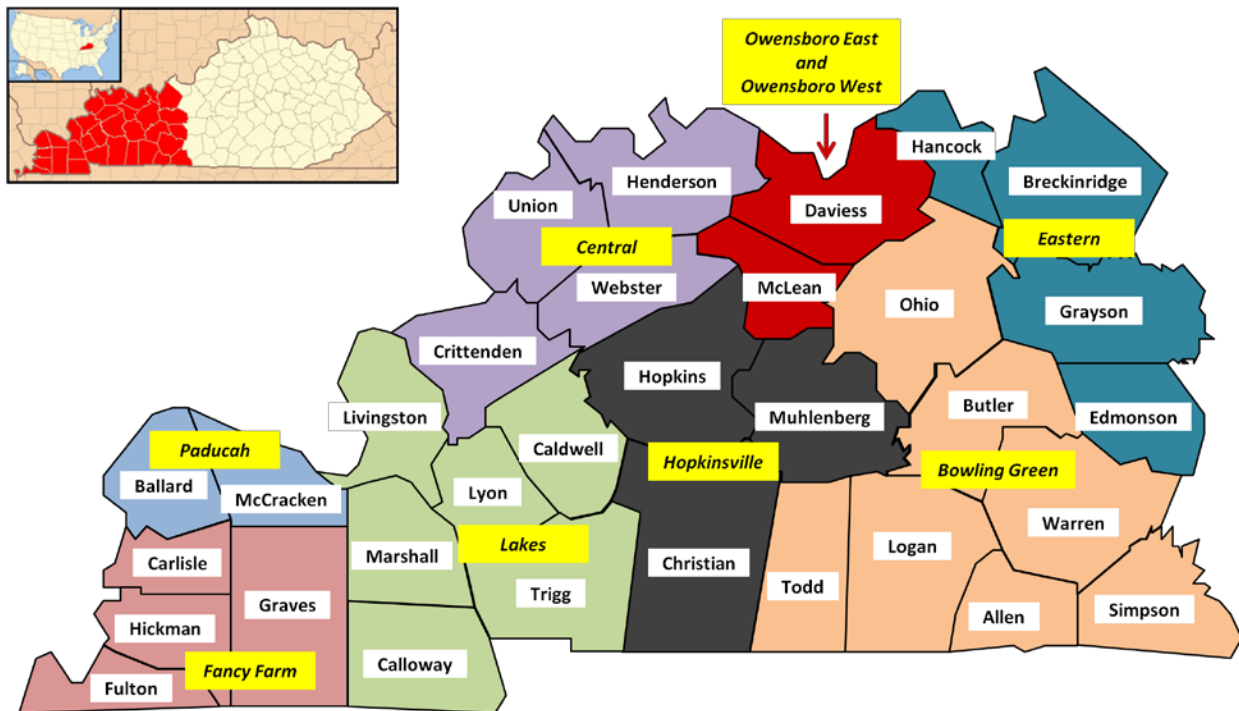 Owensboro East
and
Owensboro West
Hancock
Henderson
Breckinridge
Union
Daviess
Central
Eastern
Webster
McLean
Ohio
Grayson
Crittenden
Hopkins
Livingston
Butler
Muhlenberg
Edmonson
Paducah
Caldwell
Hopkinsville
Bowling Green
Ballard
McCracken
Lyon
Warren
Lakes
Logan
Carlisle
Marshall
Christian
Todd
Trigg
Graves
Allen
Simpson
Hickman
Calloway
Fancy Farm
Fulton